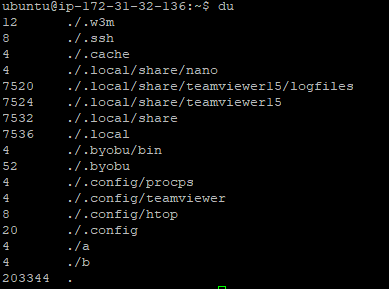 ubuntu@ip-172-31-32-136:~$ du
12 ./.w3m
8 ./.ssh
4 ./.cache
4 ./.local/share/nano
7520 ./.local/share/teamviewer15/logfiles
7524 ./.local/share/teamviewer15
7532 ./.local/share
7536 ./.local
4 ./.byobu/bin
52 ./.byobu
4 ./.config/procps
4 ./.config/teamviewer
8 ./.config/htop
20 ./.config
4 ./a
4 ./b
203344 .